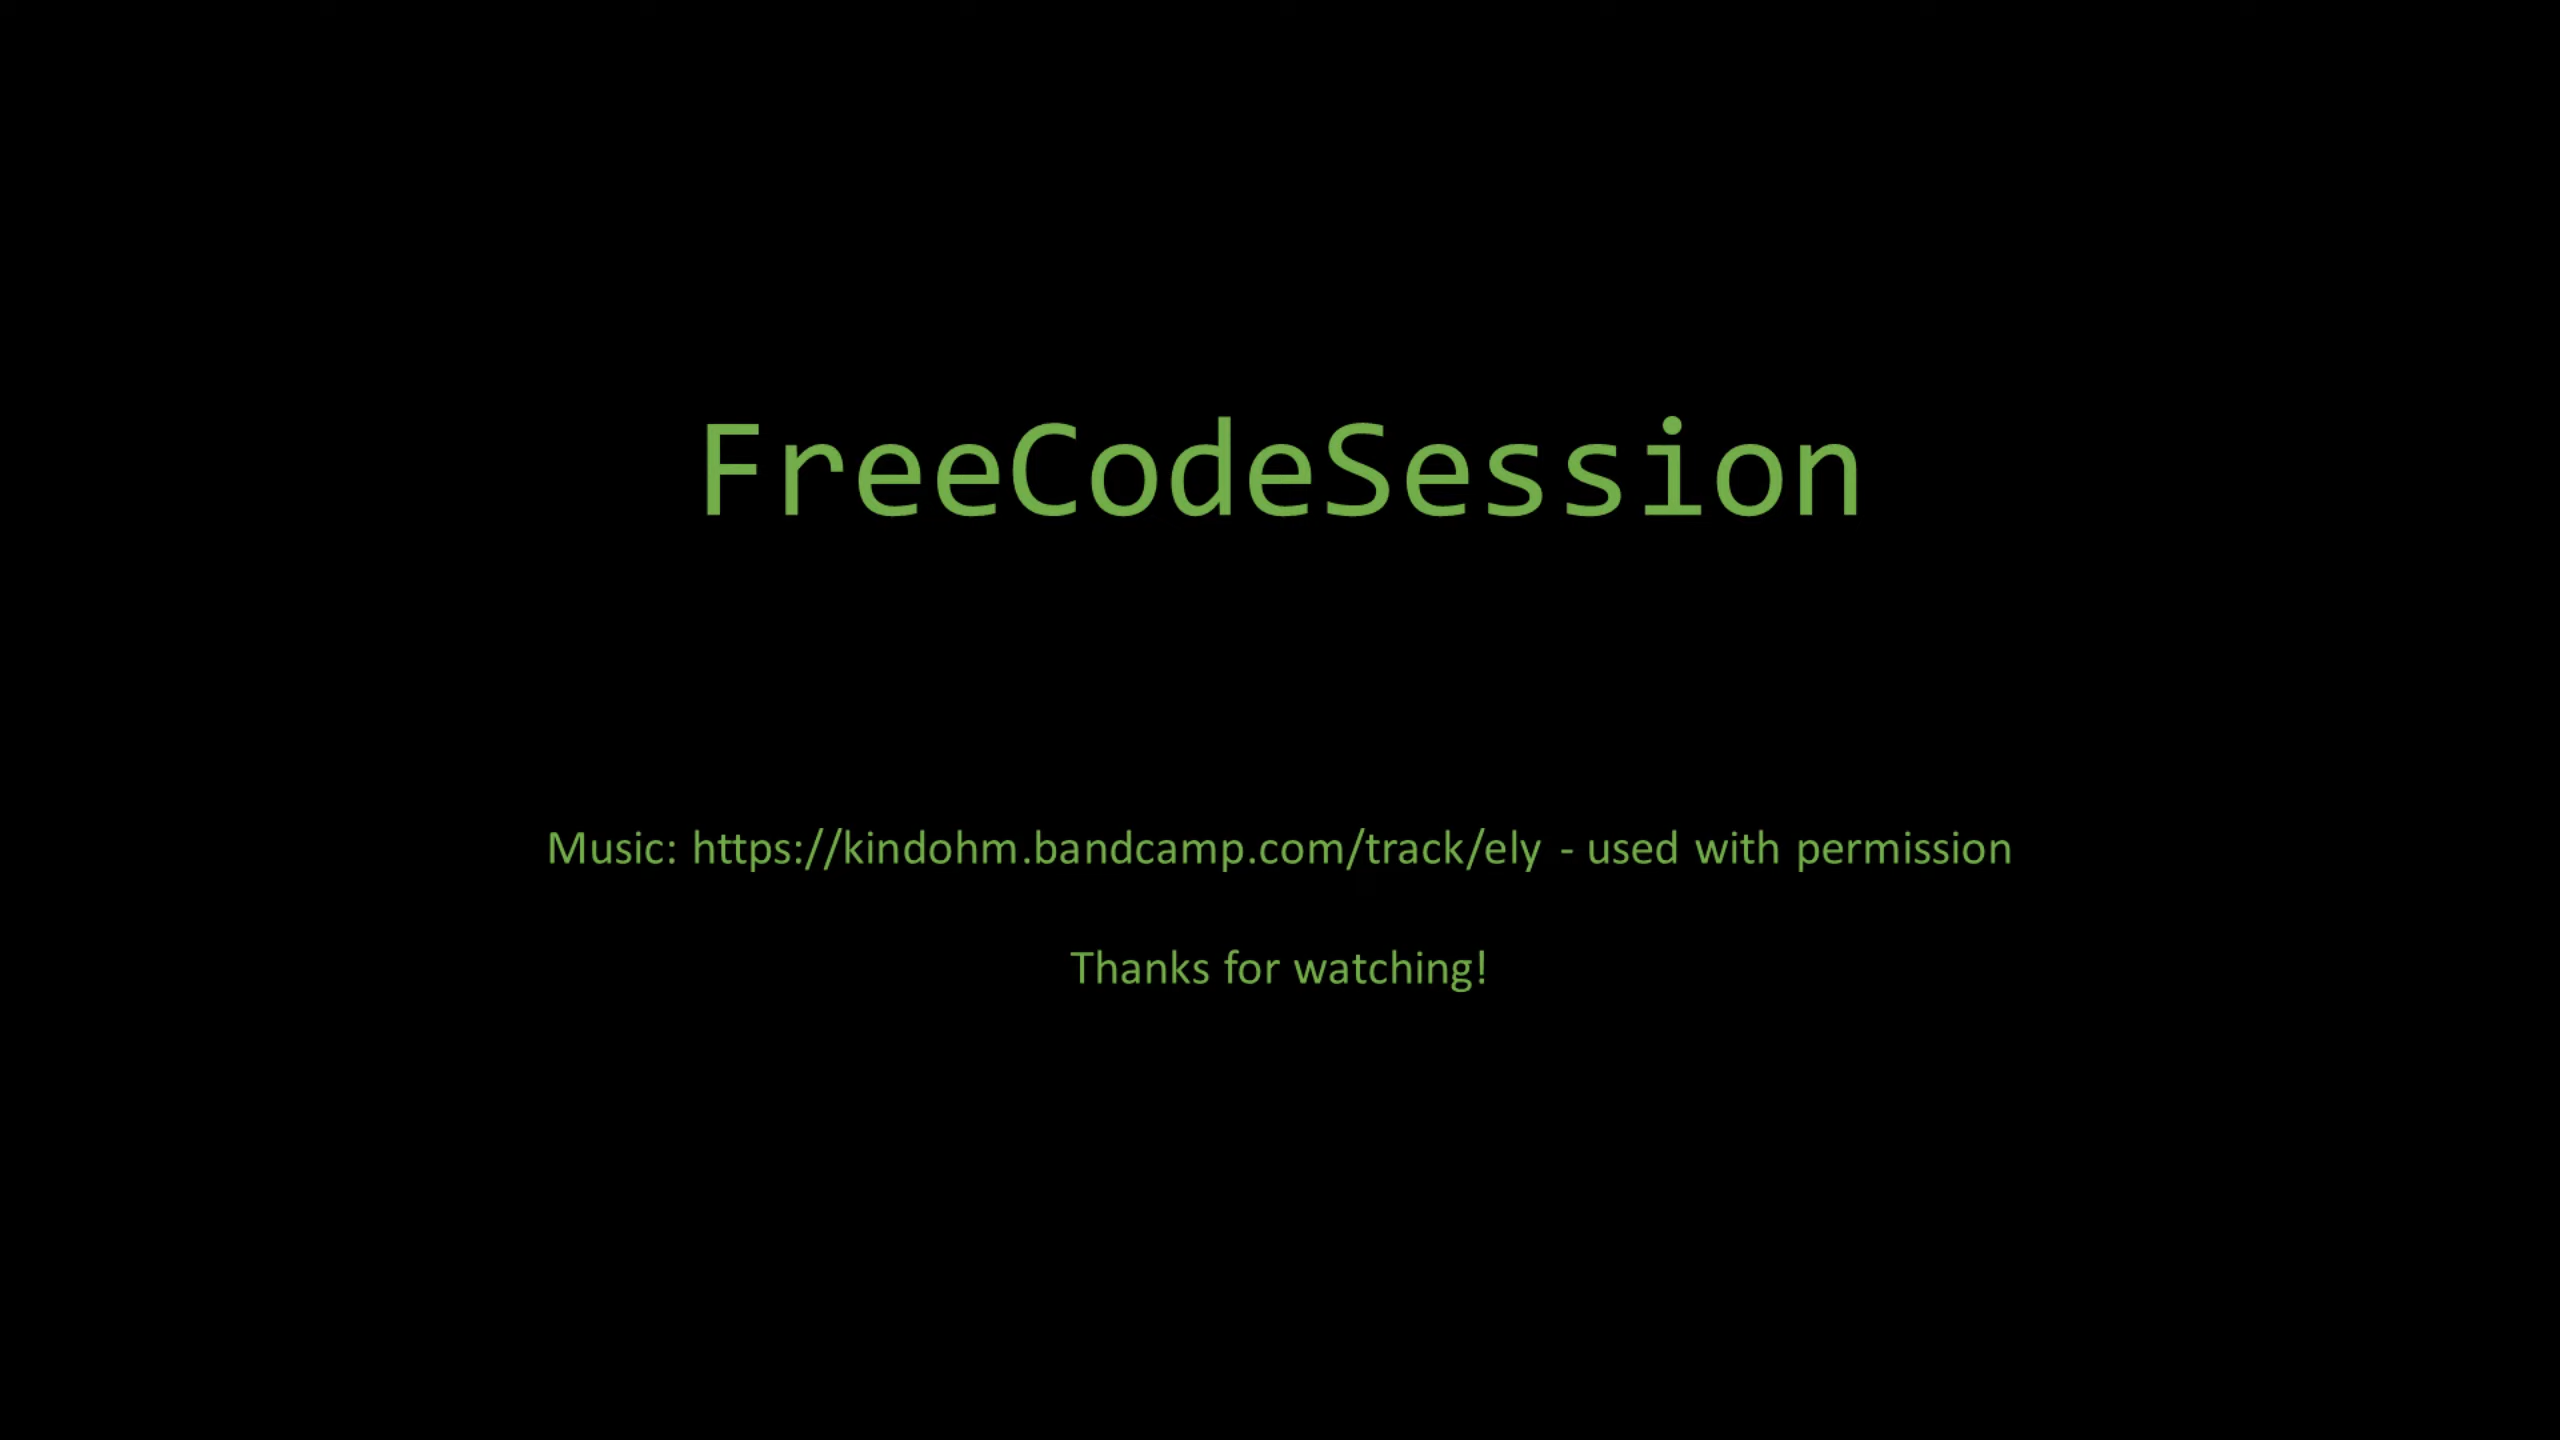 FreeCodeSession
Music: https://kindohm.bandcamp.com/track/ely - used with permission
Thanks for watching!